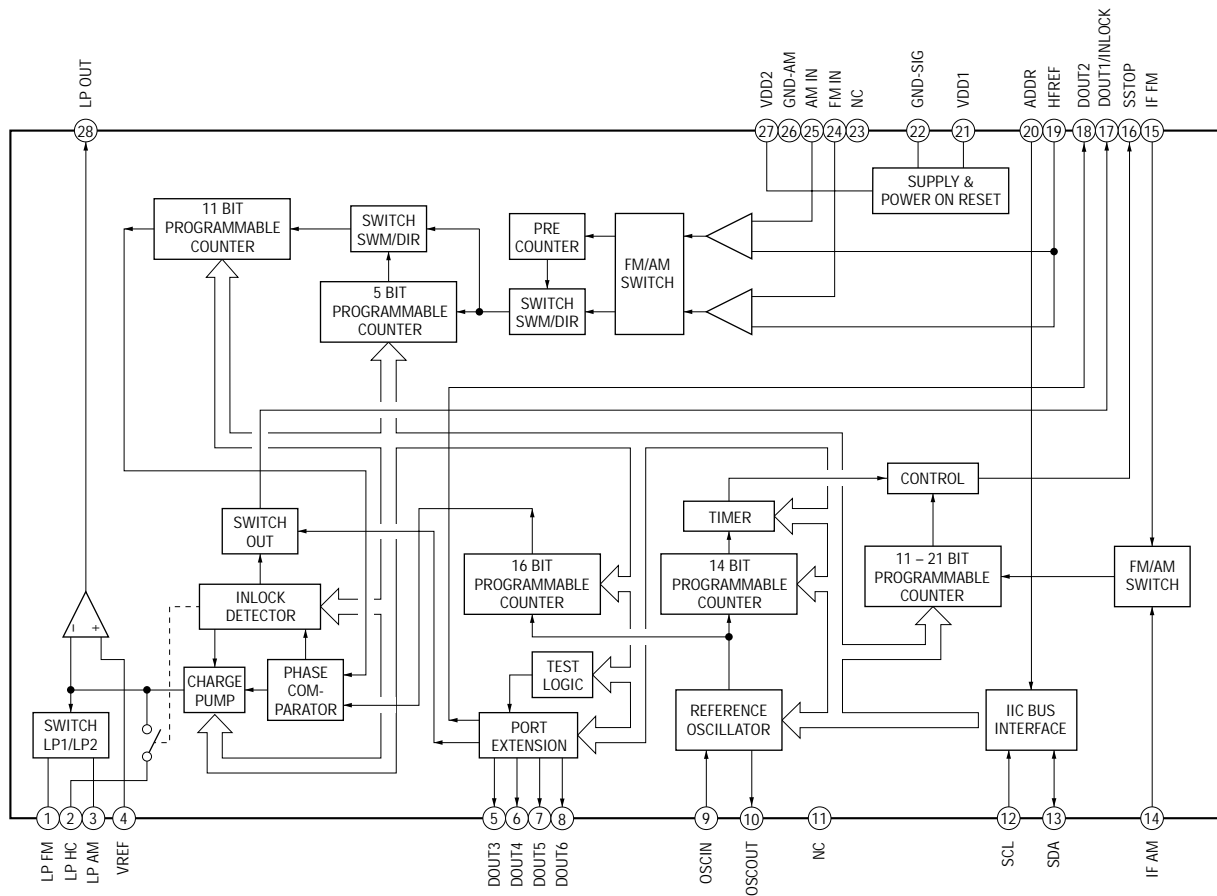 LP OUT
VDD2
GND-AM
AM IN
FM IN
NC
GND-SIG
VDD1
ADDR
HFREF
DOUT2
DOUT1/INLOCK
SSTOP
IF FM
28
27
26
25
24
23
22
21
20
19
18
17
16
15
SUPPLY &
POWER ON RESET
11 BIT
PROGRAMMABLE
COUNTER
SWITCH
SWM/DIR
PRE
COUNTER
FM/AM
SWITCH
5 BIT
PROGRAMMABLE
COUNTER
SWITCH
SWM/DIR
CONTROL
TIMER
SWITCH
OUT
16 BIT
PROGRAMMABLE
COUNTER
14 BIT
PROGRAMMABLE
COUNTER
11 – 21 BIT
PROGRAMMABLE
COUNTER
FM/AM
SWITCH
INLOCK
DETECTOR
– +
CHARGE
PUMP
PHASE
COM-
PARATOR
TEST
LOGIC
SWITCH
LP1/LP2
PORT
EXTENSION
REFERENCE
OSCILLATOR
IIC BUS
INTERFACE
1
2
3
4
5
6
7
8
9
10
11
12
13
14
LP FM
LP HC
LP AM
VREF
DOUT3
DOUT4
DOUT5
DOUT6
OSCIN
OSCOUT
NC
SCL
SDA
IF AM